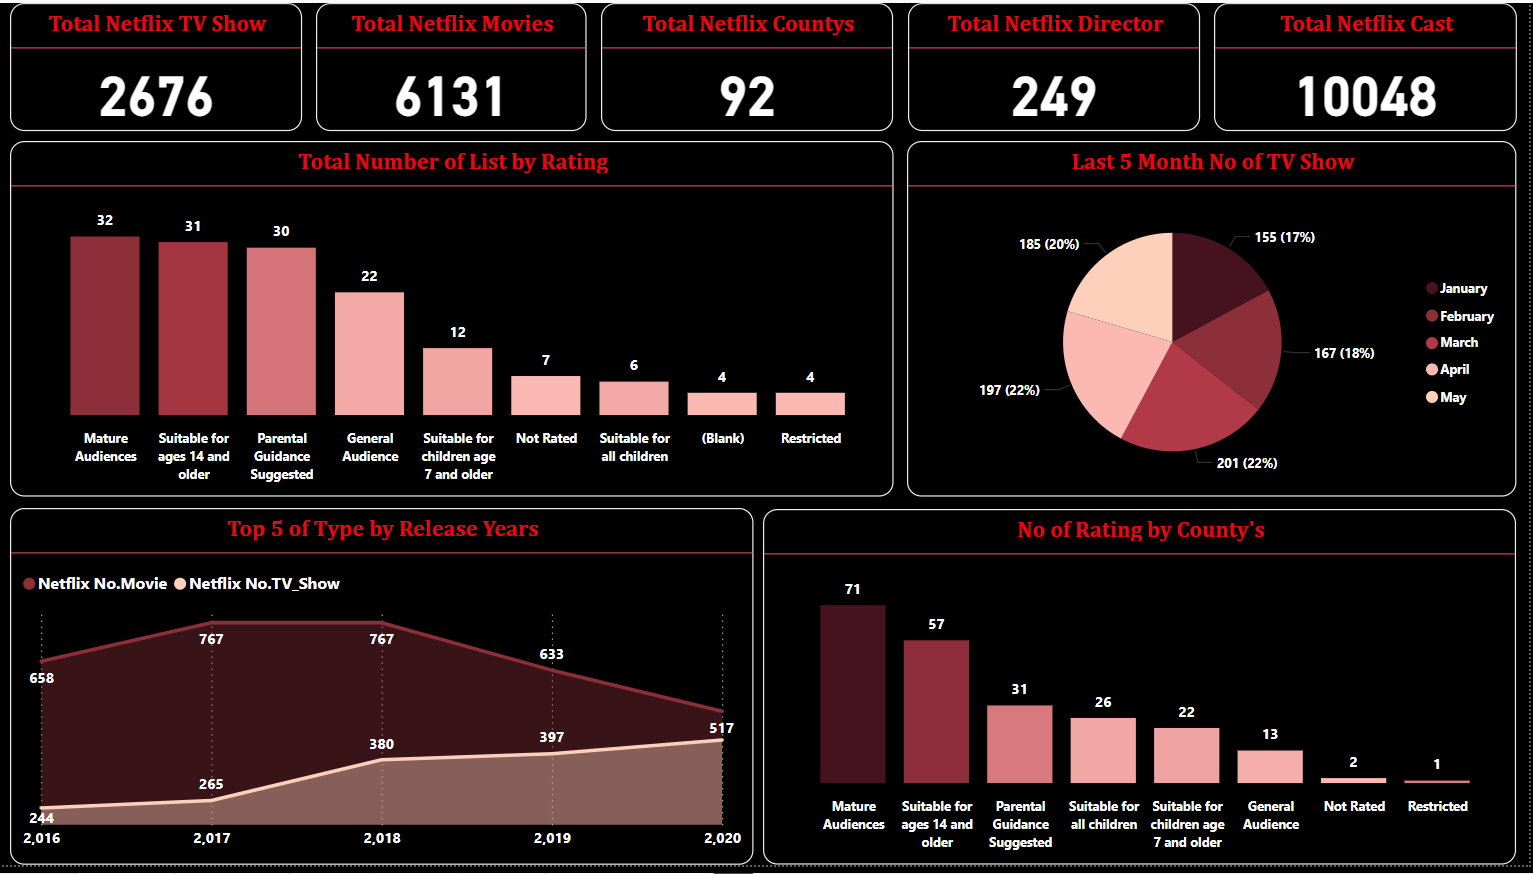 Total Netflix TV Show
2676
Total Netflix Movies
6131
Total Netflix Countys
92
Total Netflix Director
249
Total Netflix Cast
10048
Total Number of List by Rating
32
31
30
22
12
7
6
4
4
Mature
Audiences
Suitable for
ages 14 and
older
Parental
Guidance
Suggested
General
Audience
Suitable for
children age
7 and older
Not Rated
Suitable for
all children
(Blank)
Restricted
Last 5 Month No of TV Show
155 (17%)
167 (18%)
201 (22%)
197 (22%)
185 (20%)
January
February
March
April
May
Top 5 of Type by Release Years
Netflix No.Movie
Netflix No.TV_Show
658
767
767
633
517
244
265
380
397
2,016
2,017
2,018
2,019
2,020
No of Rating by County's
71
57
31
26
22
13
2
1
Mature
Audiences
Suitable for
ages 14 and
older
Parental
Guidance
Suggested
Suitable for
all children
Suitable for
children age
7 and older
General
Audience
Not Rated
Restricted